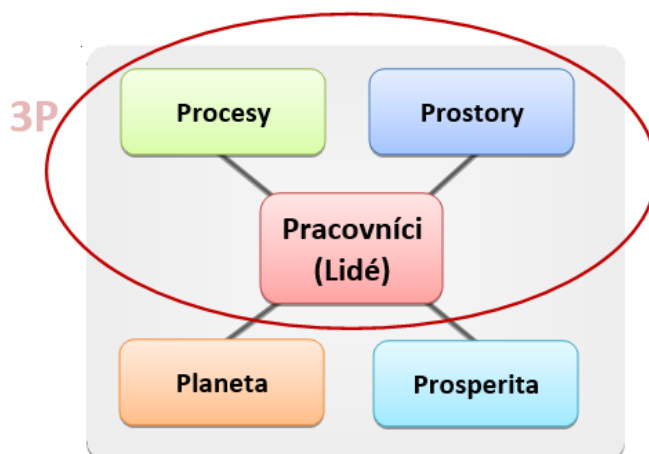 3P
Procesy
Prostory
Pracovníci
(Lidé)
Planeta
Prosperita